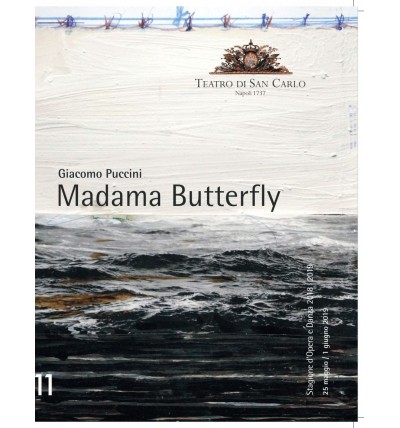 TEATRO DI SAN CARLO
Napoli 1737
Giacomo Puccini
Madama Butterfly
Stagione d'Opera e Danza 2018 | 2019
25 maggio / 1 giugno 2019
11